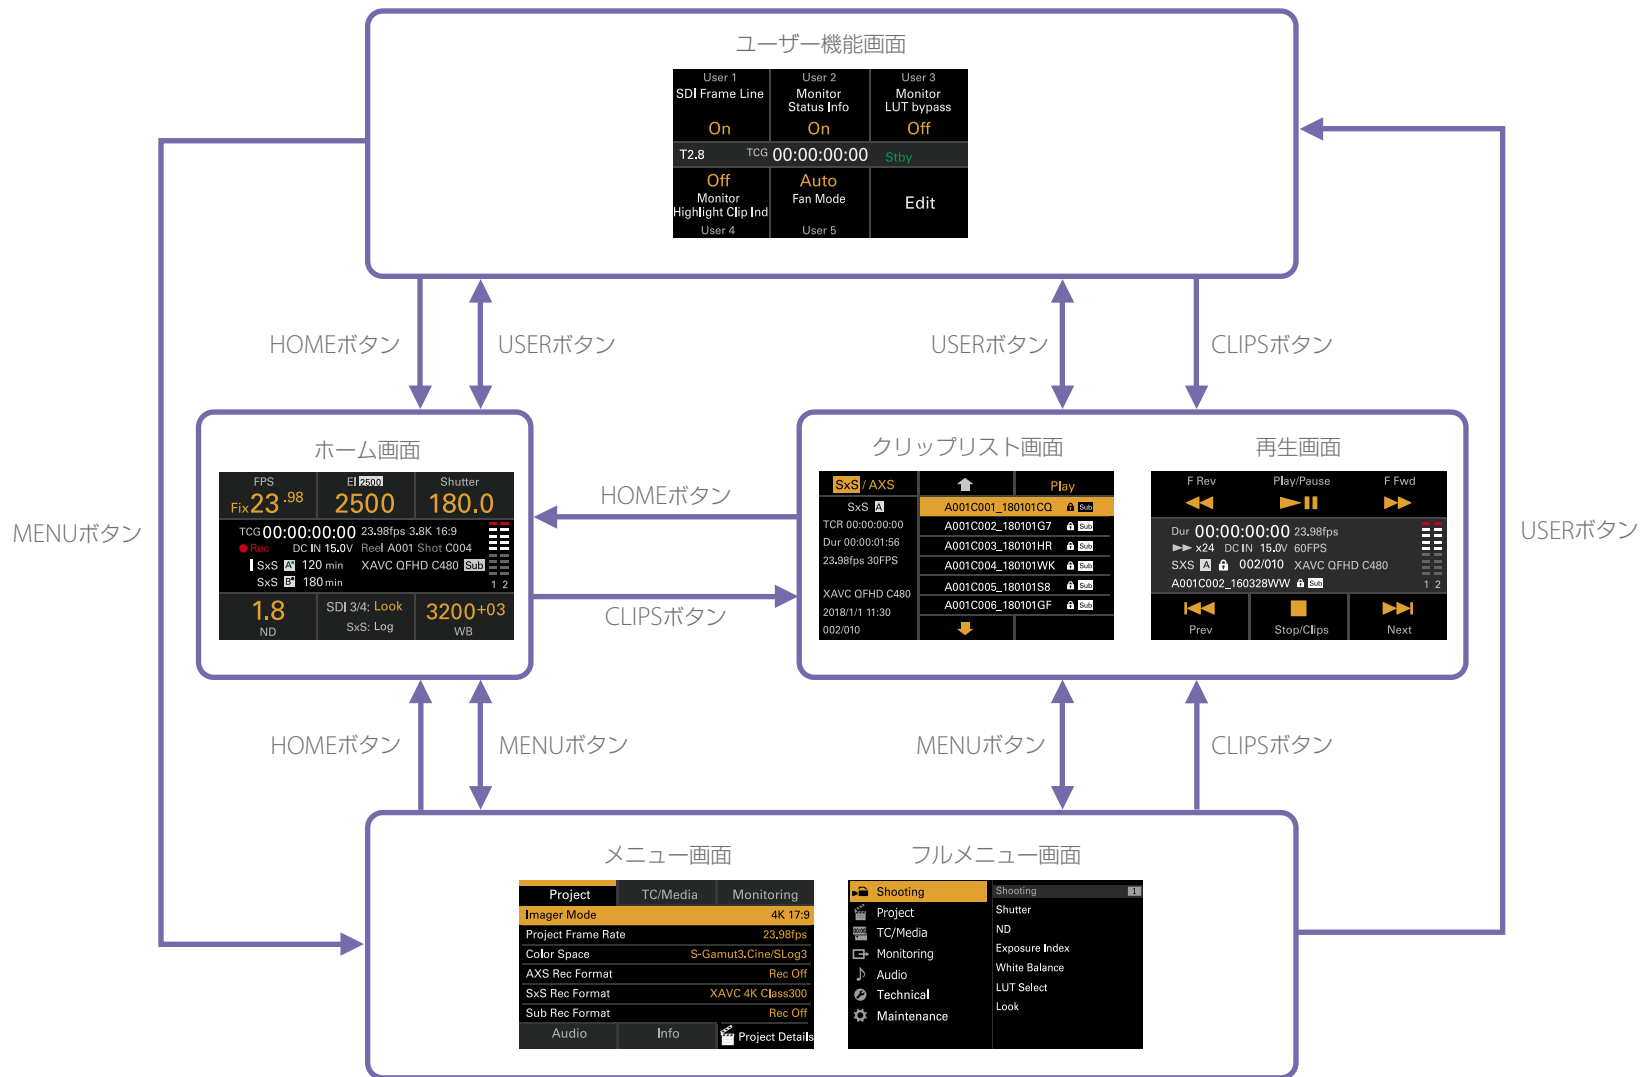 ユーザー機能画面
User 1
SDI Frame Line
On
User 2
Monitor
Status Info
On
User 3
Monitor
LUT bypass
Off
T2.8 TCG 00:00:00:00 Stby
Off
Monitor
Highlight Clip Ind
User 4
Auto
Fan Mode
User 5
Edit
HOMEボタン
USERボタン
USERボタン
CLIPSボタン
MENUボタン
USERボタン
ホーム画面
FPS
Fix23.98
EI 2500
2500
Shutter
180.0
TCG 00:00:00:00 23.98fps 3.8K 16:9
Rec DC IN 15.0V Reel A001 Shot C004
SxS A 120 min XAVC QFHD C480 Sub
SxS B 180 min
1 2
1.8
ND
SDI 3/4: Look
SxS: Log
3200+03
WB
HOMEボタン
CLIPSボタン
クリップリスト画面
SxS / AXS
Play
SxS A
TCR 00:00:00:00
Dur 00:00:01:56
23.98fps 30FPS
XAVC QFHD C480
2018/1/1 11:30
002/010
A001C001_180101CQ Sub
A001C002_180101G7 Sub
A001C003_180101HR Sub
A001C004_180101WK Sub
A001C005_180101S8 Sub
A001C006_180101GF Sub
再生画面
F Rev
Play/Pause
F Fwd
Dur 00:00:00:00 23.98fps
x24 DC IN 15.0V 60FPS
SXS A 002/010 XAVC QFHD C480
A001C002_160328WW Sub
1 2
Prev
Stop/Clips
Next
HOMEボタン
MENUボタン
MENUボタン
CLIPSボタン
メニュー画面
Project
TC/Media
Monitoring
Imager Mode 4K 17:9
Project Frame Rate 23.98fps
Color Space S-Gamut3.Cine/SLog3
AXS Rec Format Rec Off
SxS Rec Format XAVC 4K Class300
Sub Rec Format Rec Off
Audio
Info
Project Details
フルメニュー画面
Shooting
Project
TC/Media
Monitoring
Audio
Technical
Maintenance
Shooting 1
Shutter
ND
Exposure Index
White Balance
LUT Select
Look